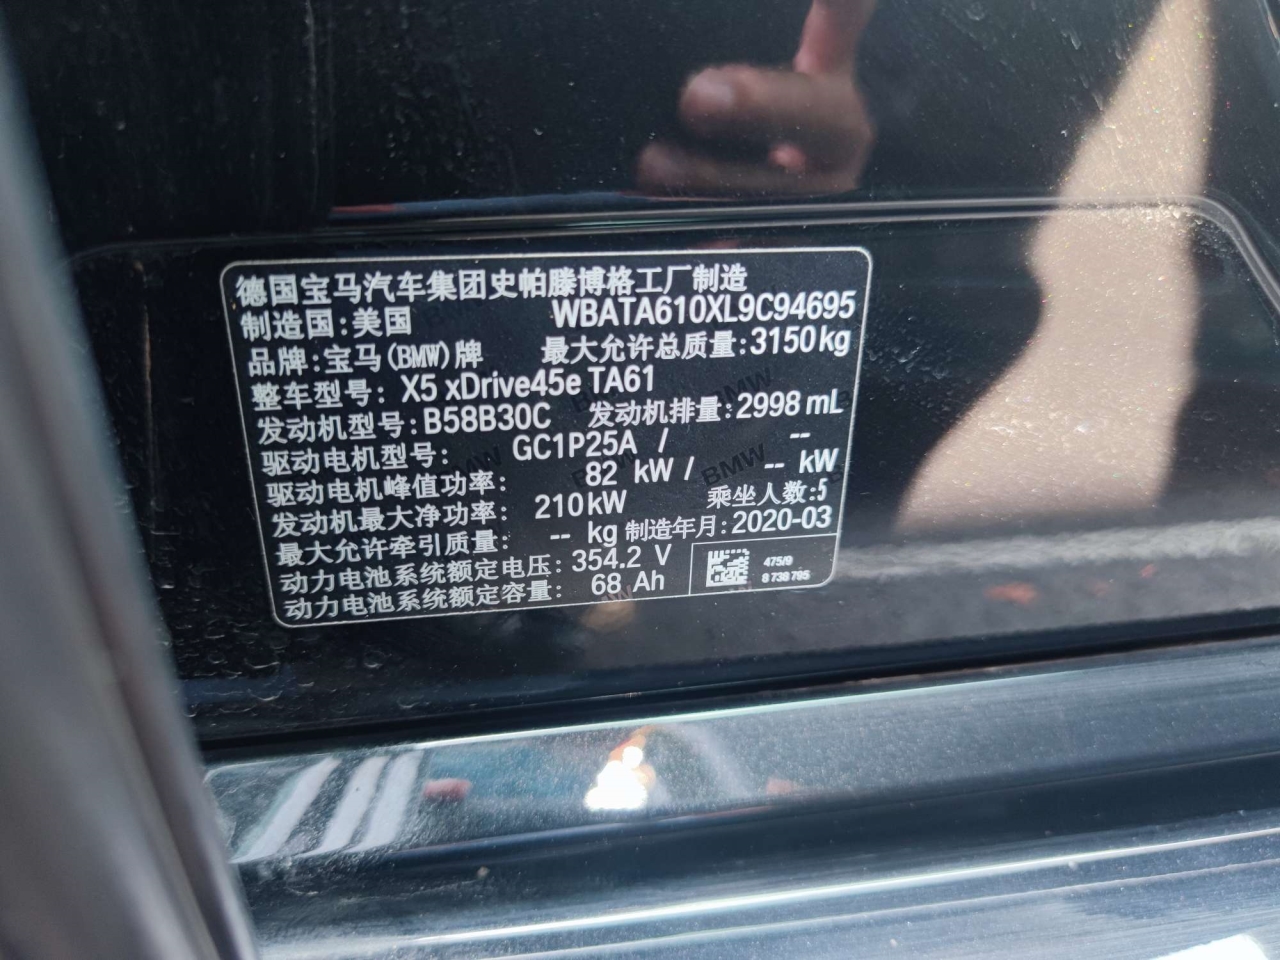 德国宝马汽车集团史帕滕博格工厂制造
制造国:美国 WBATA610XL9C94695
品牌:宝马(BMW)牌 最大允许总质量:3150kg
整车型号: X5 xDrive45e TA61
发动机型号:B58B30C 发动机排量:2998 mL
驱动电机型号: GC1P25A / --
驱动电机峰值功率: 82 kW / -- kW
发动机最大净功率: 210kW 乘坐人数:5
最大允许牵引质量: -- kg 制造年月:2020-03
动力电池系统额定电压:354.2 V
动力电池系统额定容量: 68 Ah
475/9
8 738 795